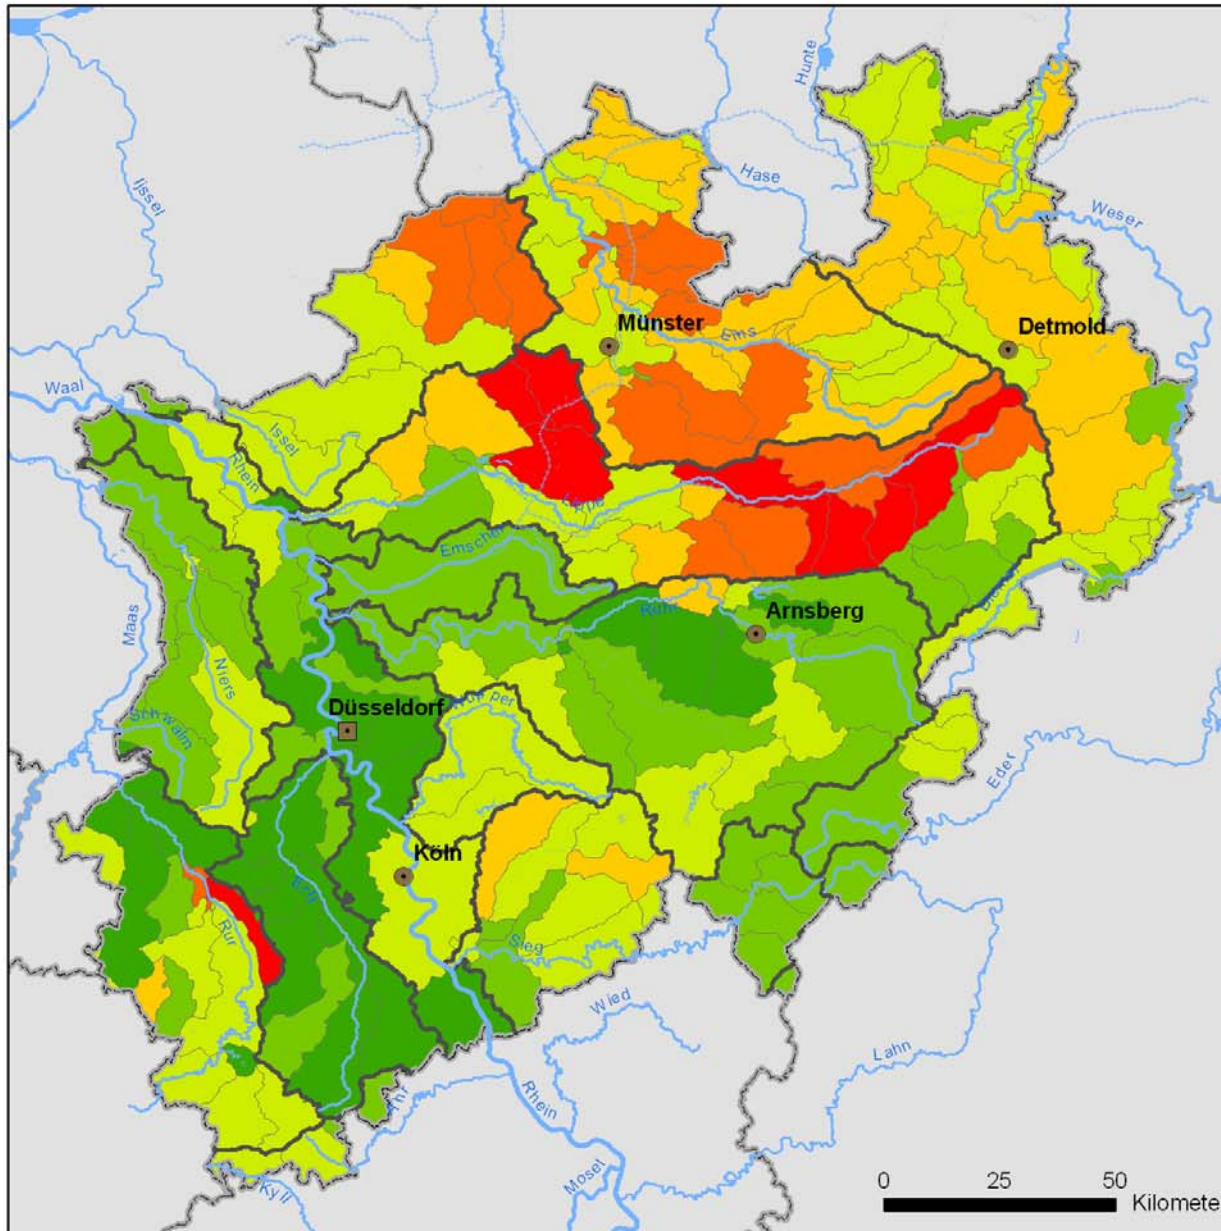 Hunte
Hase
Ijssel
Weser
Münster
Ems
Detmold
Waal
Issel
Rhein
Lippe
Emscher
Diemel
Ruhr
Arnsberg
Maas
Niers
Wupper
Schwalm
Düsseldorf
Eder
Köln
Erft
Rur
Sieg
Wied
Lahn
Ahr
Rhein
Mosel
Kyll
0 25 50
Kilomete